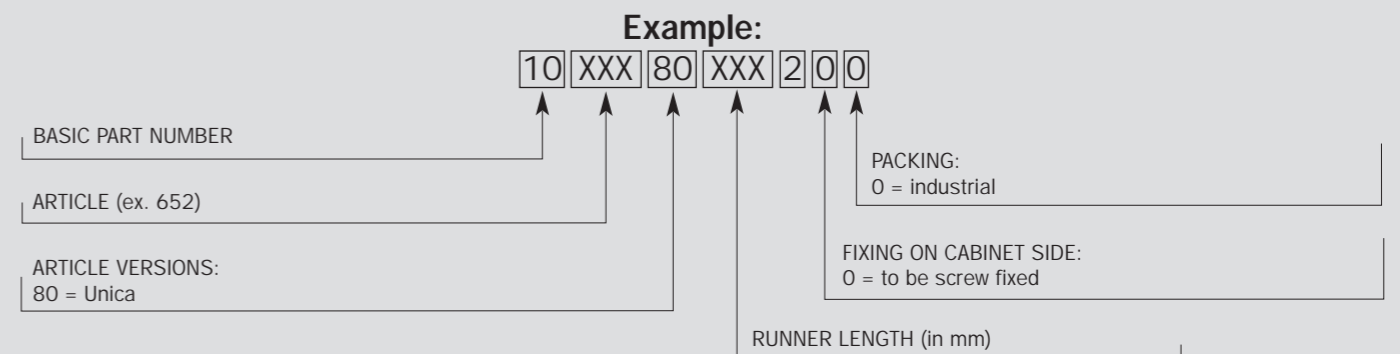 Example:
10 XXX 80 XXX 2 0 0
BASIC PART NUMBER
ARTICLE (ex. 652)
ARTICLE VERSIONS:
80 = Unica
PACKING:
0 = industrial
FIXING ON CABINET SIDE:
0 = to be screw fixed
RUNNER LENGTH (in mm)